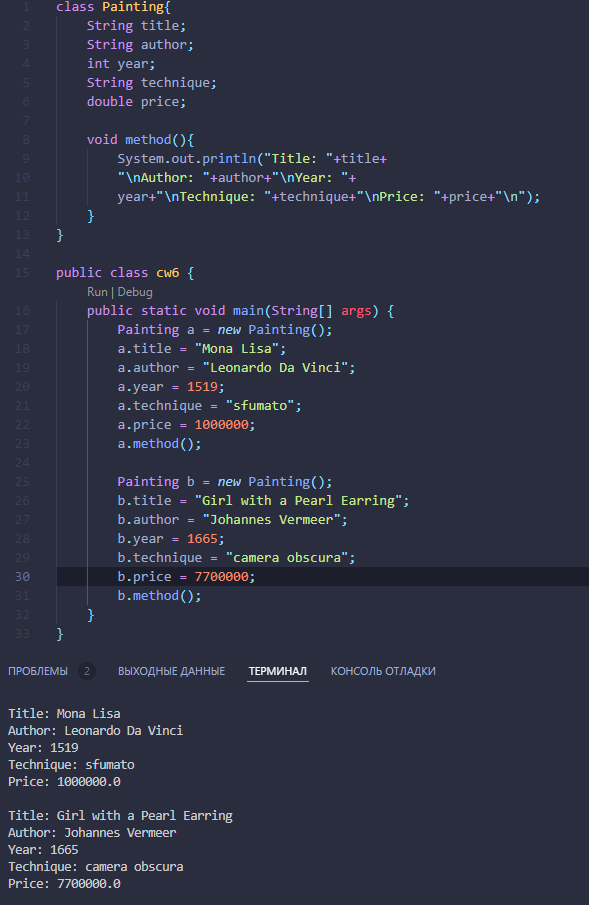 1 class Painting{
2 String title;
3 String author;
4 int year;
5 String technique;
6 double price;
7
8 void method(){
9 System.out.println("Title: "+title+
10 "\nAuthor: "+author+"\nYear: "+
11 year+"\nTechnique: "+technique+"\nPrice: "+price+"\n");
12 }
13 }
14
15 public class cw6 {
Run | Debug
16 public static void main(String[] args) {
17 Painting a = new Painting();
18 a.title = "Mona Lisa";
19 a.author = "Leonardo Da Vinci";
20 a.year = 1519;
21 a.technique = "sfumato";
22 a.price = 1000000;
23 a.method();
24
25 Painting b = new Painting();
26 b.title = "Girl with a Pearl Earring";
27 b.author = "Johannes Vermeer";
28 b.year = 1665;
29 b.technique = "camera obscura";
30 b.price = 7700000;
31 b.method();
32 }
33 }
ПРОБЛЕМЫ 2 ВЫХОДНЫЕ ДАННЫЕ ТЕРМИНАЛ КОНСОЛЬ ОТЛАДКИ
Title: Mona Lisa
Author: Leonardo Da Vinci
Year: 1519
Technique: sfumato
Price: 1000000.0
Title: Girl with a Pearl Earring
Author: Johannes Vermeer
Year: 1665
Technique: camera obscura
Price: 7700000.0